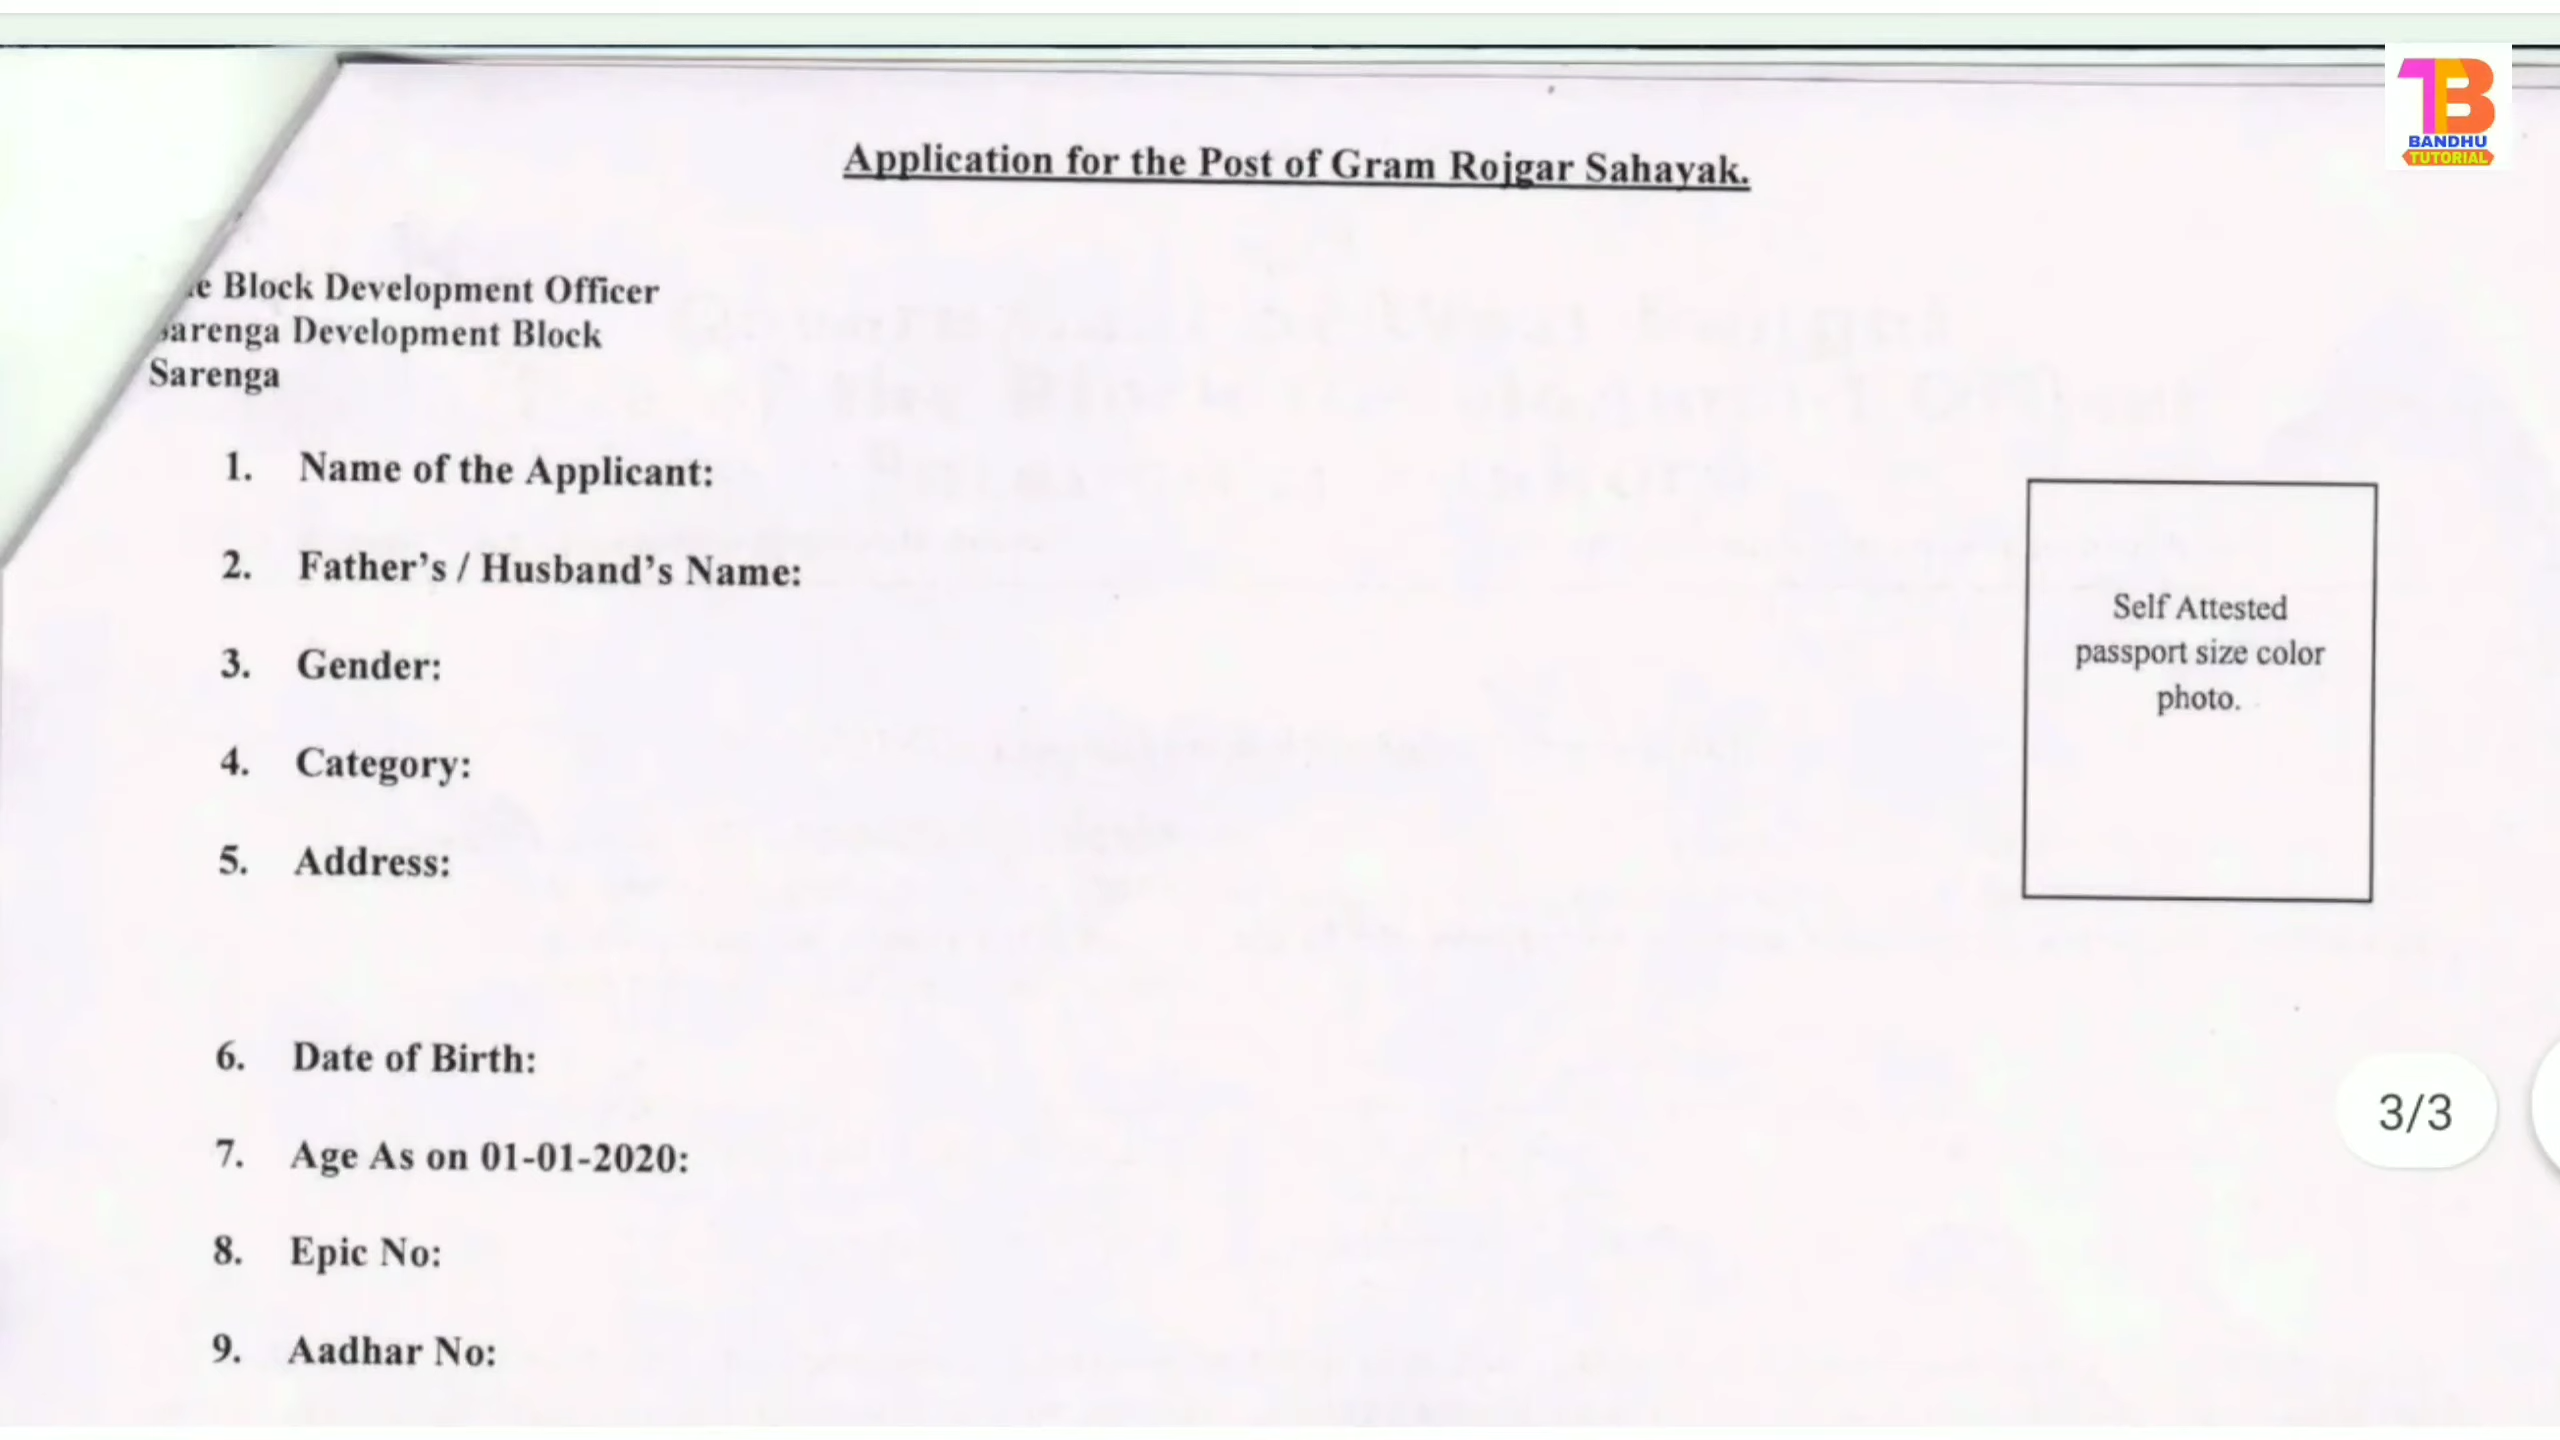 BANDHU
TUTORIAL
Application for the Post of Gram Rojgar Sahayak.
Block Development Officer
Development Block
Sarenga
1. Name of the Applicant:
2. Father's / Husband's Name:
3. Gender:
4. Category:
5. Address:
Self Attested
passport size color
photo.
6. Date of Birth:
7. Age As on 01-01-2020:
8. Epic No:
9. Aadhar No:
3/3